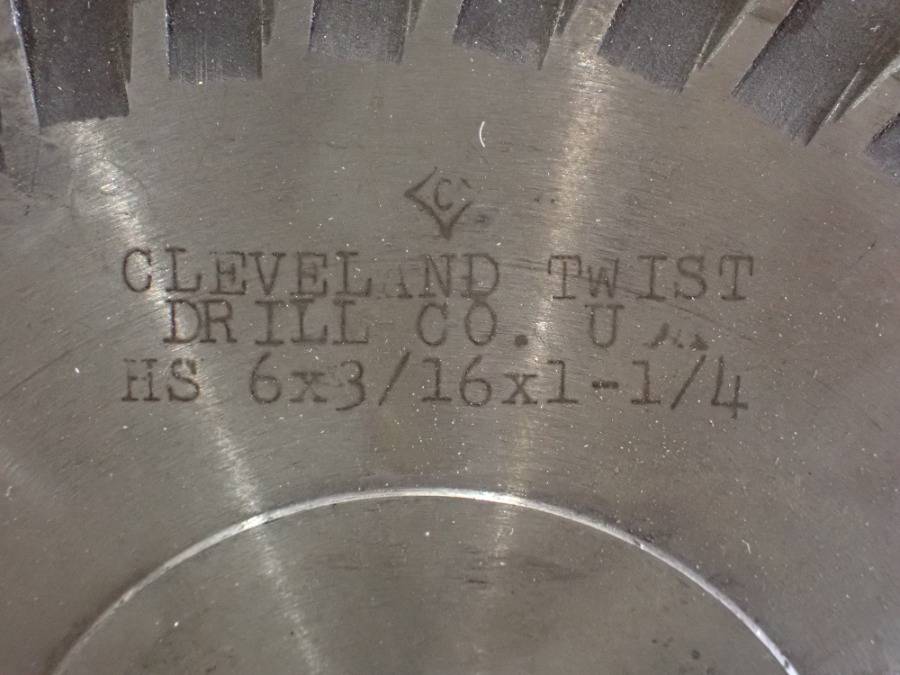 C
CLEVELAND TWIST
DRILL CO. U
HS 6x3/16x1-1/4